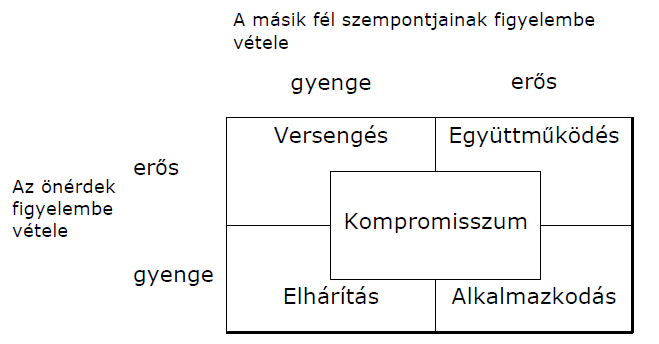 A másik fél szempontjainak figyelembe
vétele
gyenge
erős
Versengés
Együttműködés
erős
Az önérdek
figyelembe
vétele
Kompromisszum
gyenge
Elhárítás
Alkalmazkodás